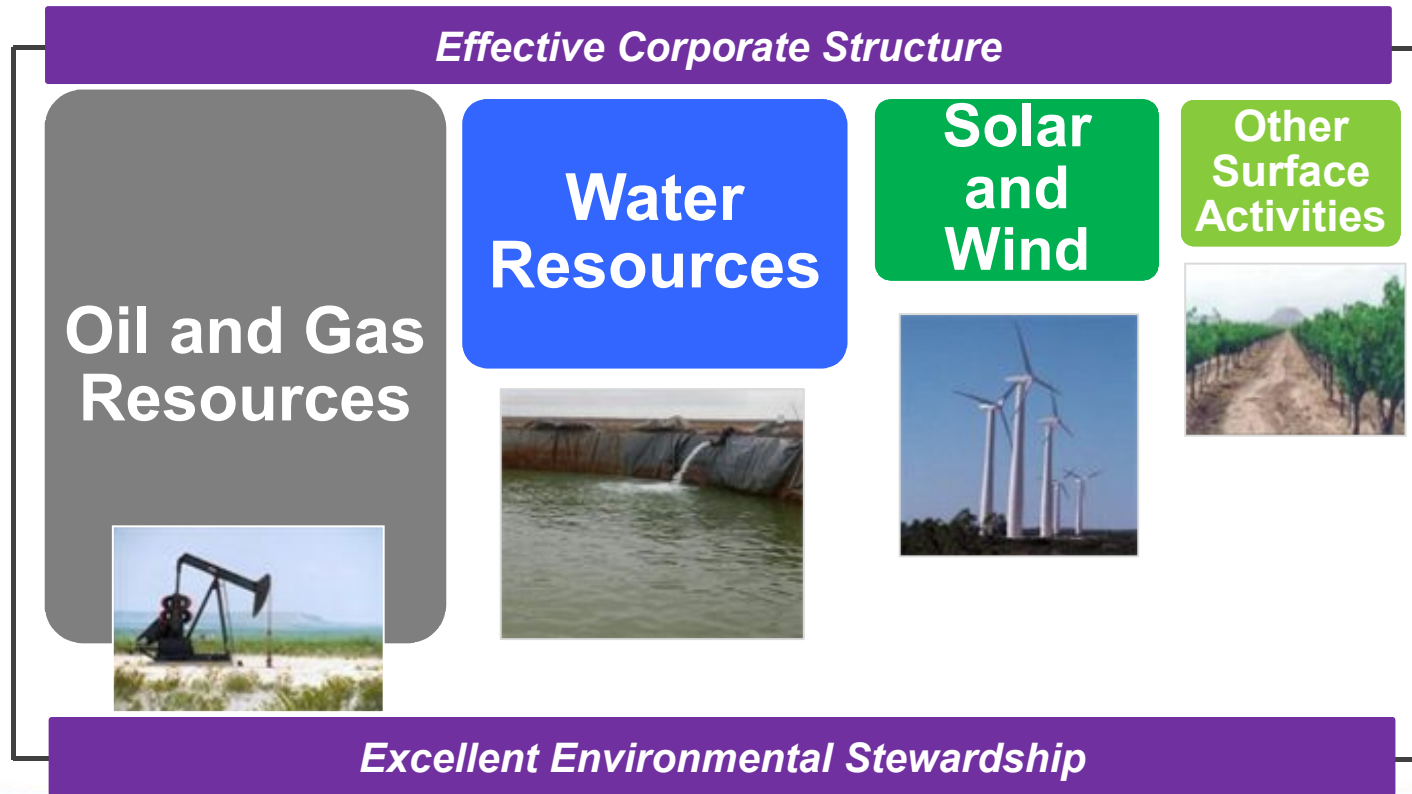 Effective Corporate Structure
Oil and Gas
Resources
Water
Resources
Solar
and
Wind
Other
Surface
Activities
Excellent Environmental Stewardship